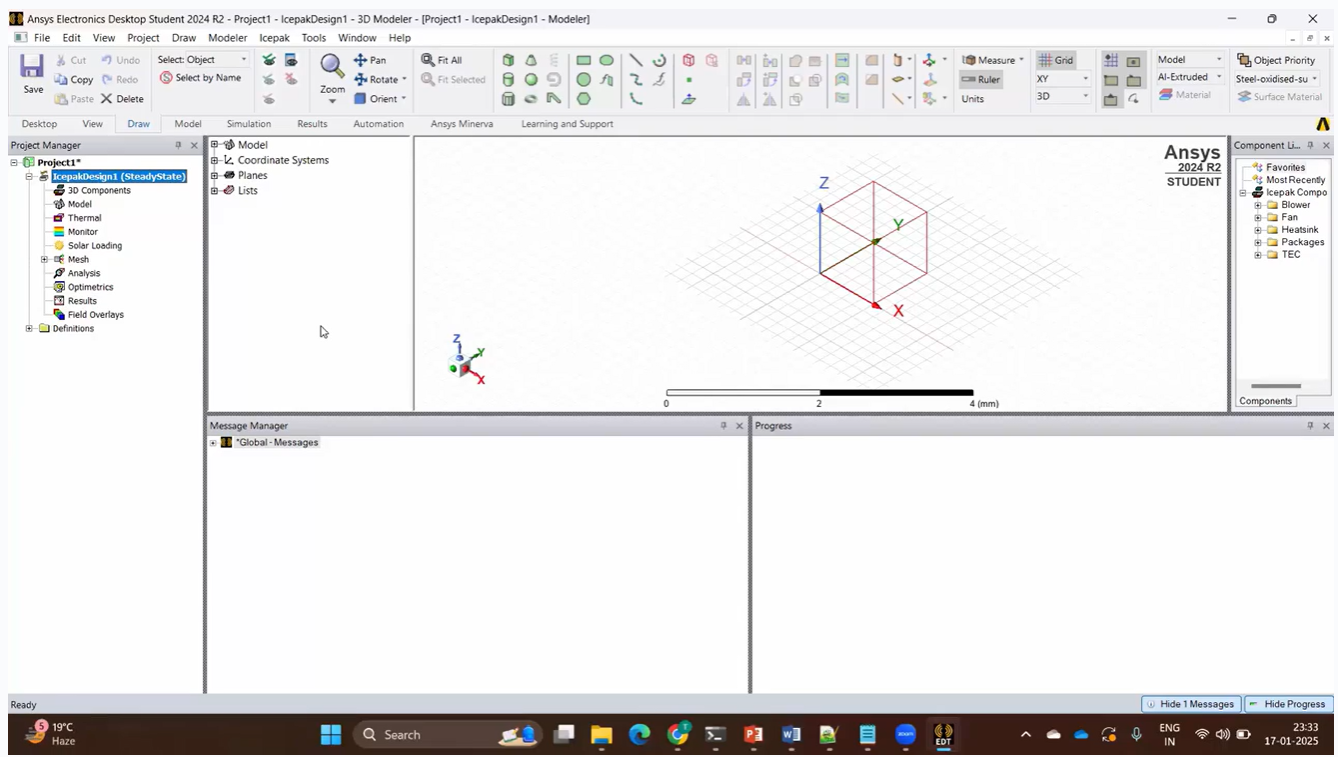 Ansys Electronics Desktop Student 2024 R2 - Project1 - IcepakDesign1 - 3D Modeler - [Project1 - IcepakDesign1 - Modeler]
File Edit View Project Draw Modeler Icepak Tools Window Help
Save
Cut
Copy
Paste
Undo
Redo
Delete
Select: Object
Select by Name
Zoom
Pan
Rotate
Orient
Fit All
Fit Selected
Measure
Ruler
Units
Grid
XY
3D
Model
Al-Extruded
Material
Object Priority
Steel-oxidised-su
Surface Material
Desktop View Draw Model Simulation Results Automation Ansys Minerva Learning and Support
Project Manager
Project1*
IcepakDesign1 (SteadyState)
3D Components
Model
Thermal
Monitor
Solar Loading
Mesh
Analysis
Optimetrics
Results
Field Overlays
Definitions
Model
Coordinate Systems
Planes
Lists
Ansys
2024 R2
STUDENT
Z
Y
X
Z
Y
X
0 2 4 (mm)
Component Li...
Favorites
Most Recently
Icepak Compo
Blower
Fan
Heatsink
Packages
TEC
Components
Message Manager
*Global - Messages
Progress
Ready
Hide 1 Messages
Hide Progress
5
19°C
Haze
Search
EDT
ENG
IN
23:33
17-01-2025